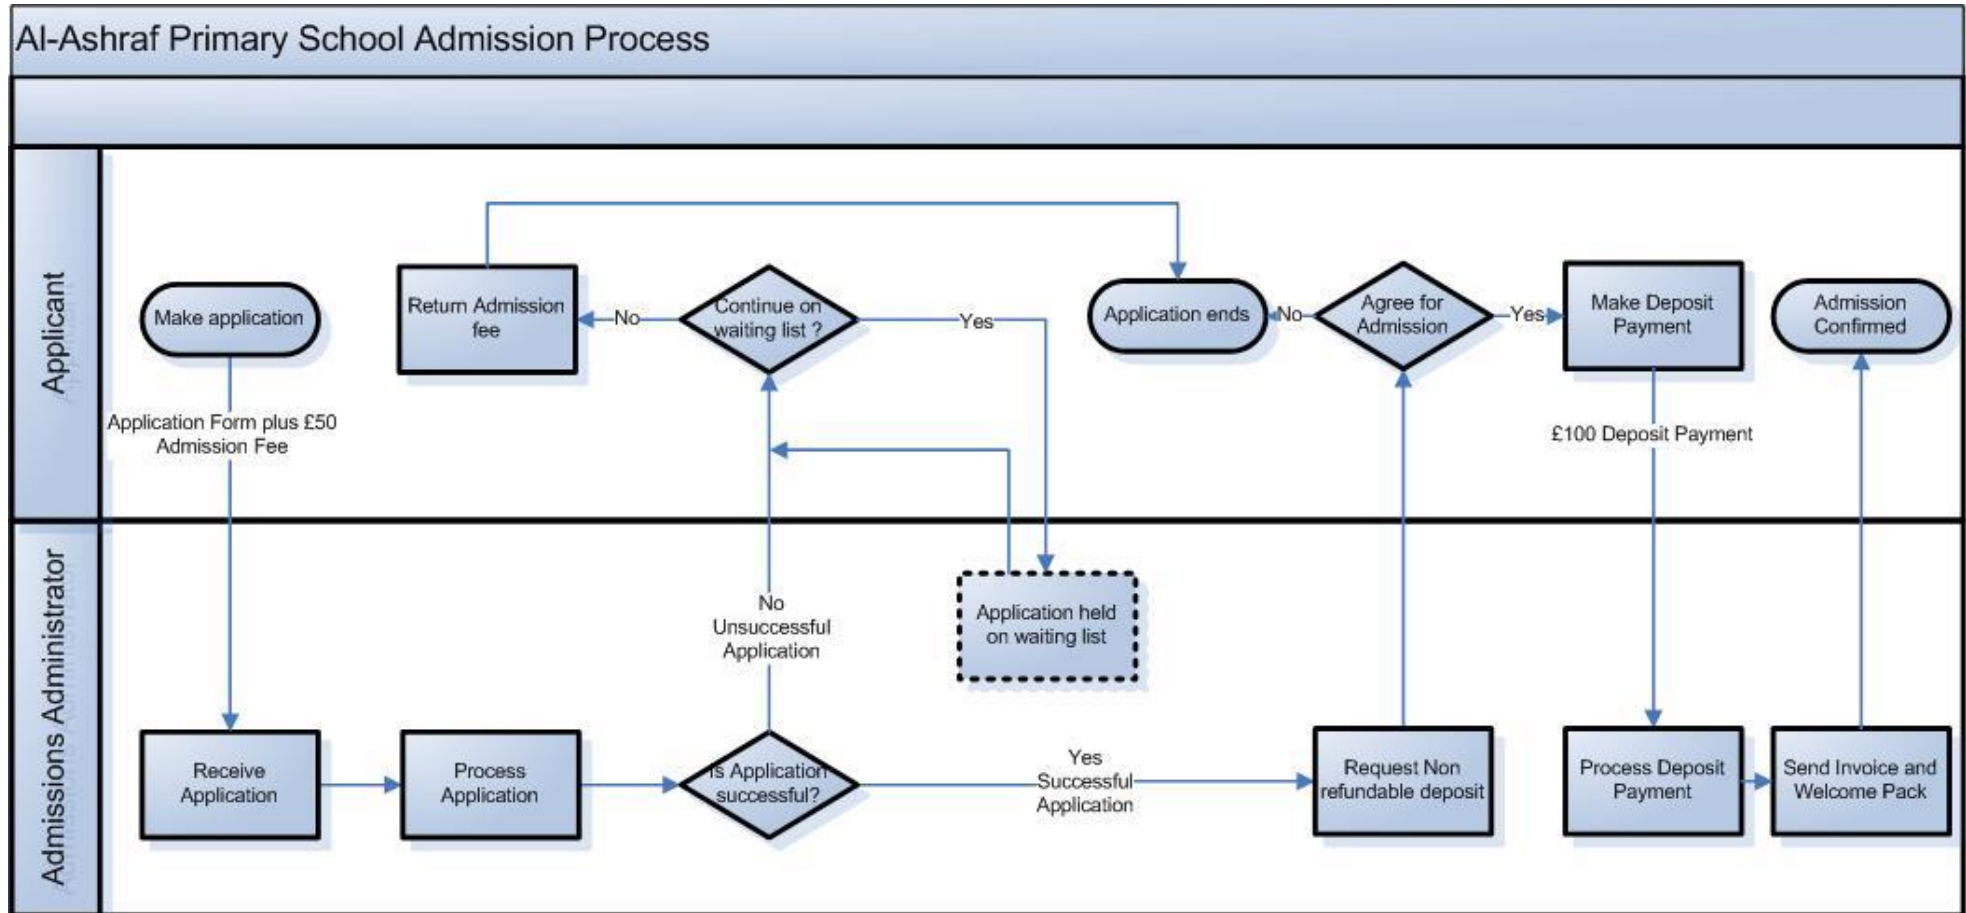 Al-Ashraf Primary School Admission Process
Applicant
Make application
Application Form plus £50
Admission Fee
Return Admission
fee
No
Continue on
waiting list ?
Yes
Application ends
No
Agree for
Admission
Yes
Make Deposit
Payment
£100 Deposit Payment
Admission
Confirmed
Admissions Administrator
Receive
Application
Process
Application
Is Application
successful?
No
Unsuccessful
Application
Application held
on waiting list
Yes
Successful
Application
Request Non
refundable deposit
Process Deposit
Payment
Send Invoice and
Welcome Pack